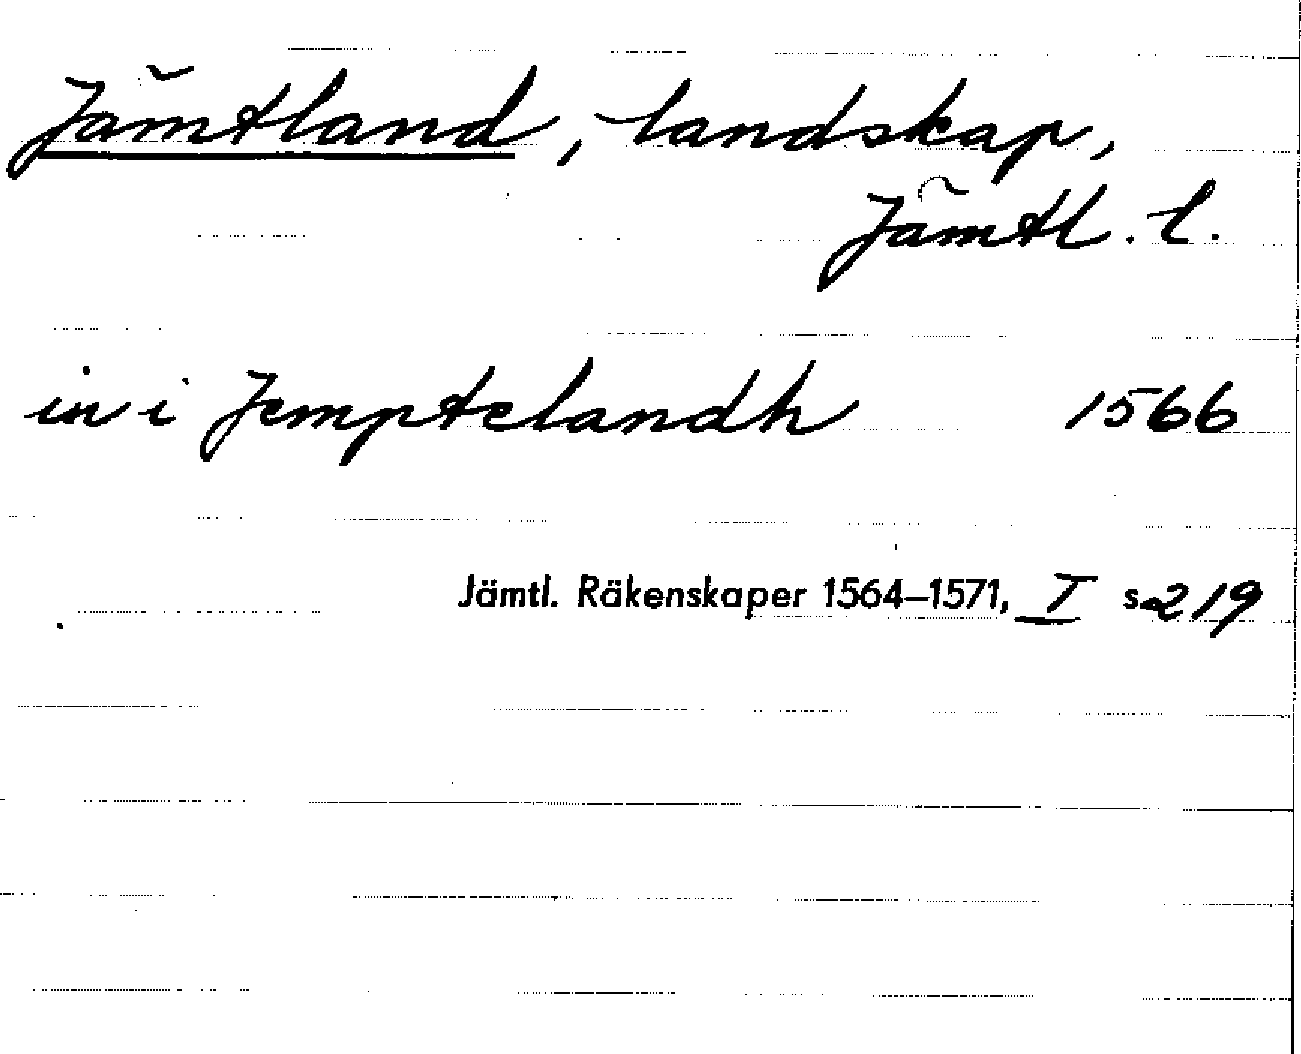 Jämtland, landskap,
Jämtl. l.
in i Jemptelandh 1566
Jämtl. Räkenskaper 1564–1571, I s 219